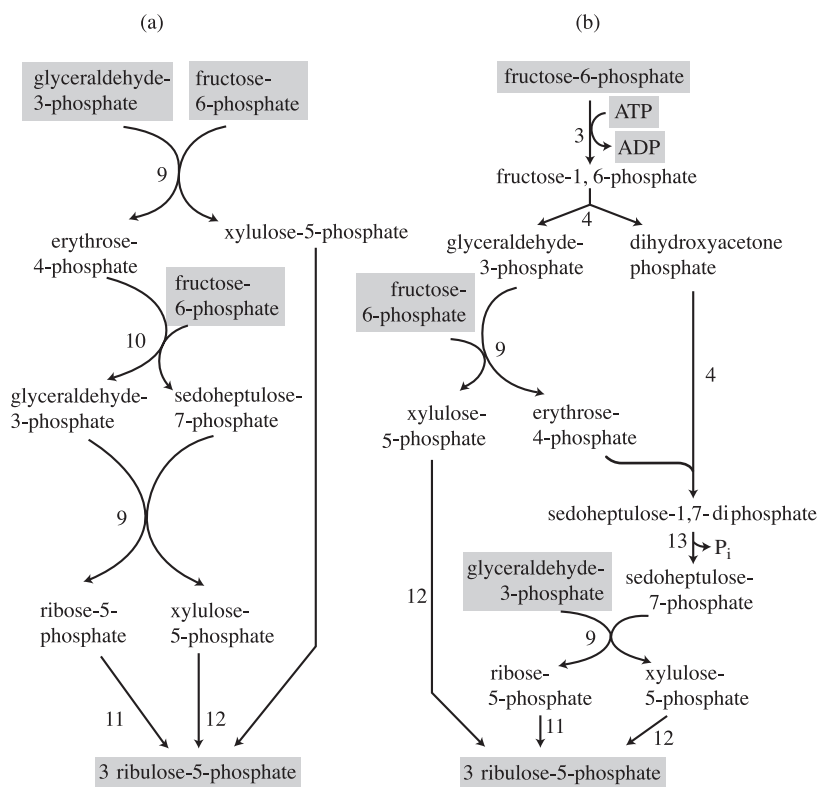 (a)
glyceraldehyde-
3-phosphate
fructose-
6-phosphate
9
erythrose-
4-phosphate
xylulose-5-phosphate
fructose-
6-phosphate
10
glyceraldehyde-
3-phosphate
sedoheptulose-
7-phosphate
9
ribose-5-
phosphate
xylulose-
5-phosphate
11
12
3 ribulose-5-phosphate
(b)
fructose-6-phosphate
ATP
3
ADP
fructose-1, 6-phosphate
4
glyceraldehyde-
3-phosphate
dihydroxyacetone
phosphate
fructose-
6-phosphate
9
4
xylulose-
5-phosphate
erythrose-
4-phosphate
sedoheptulose-1,7-diphosphate
13
Pi
glyceraldehyde-
3-phosphate
sedoheptulose-
7-phosphate
12
9
ribose-
5-phosphate
xylulose-
5-phosphate
11
12
3 ribulose-5-phosphate